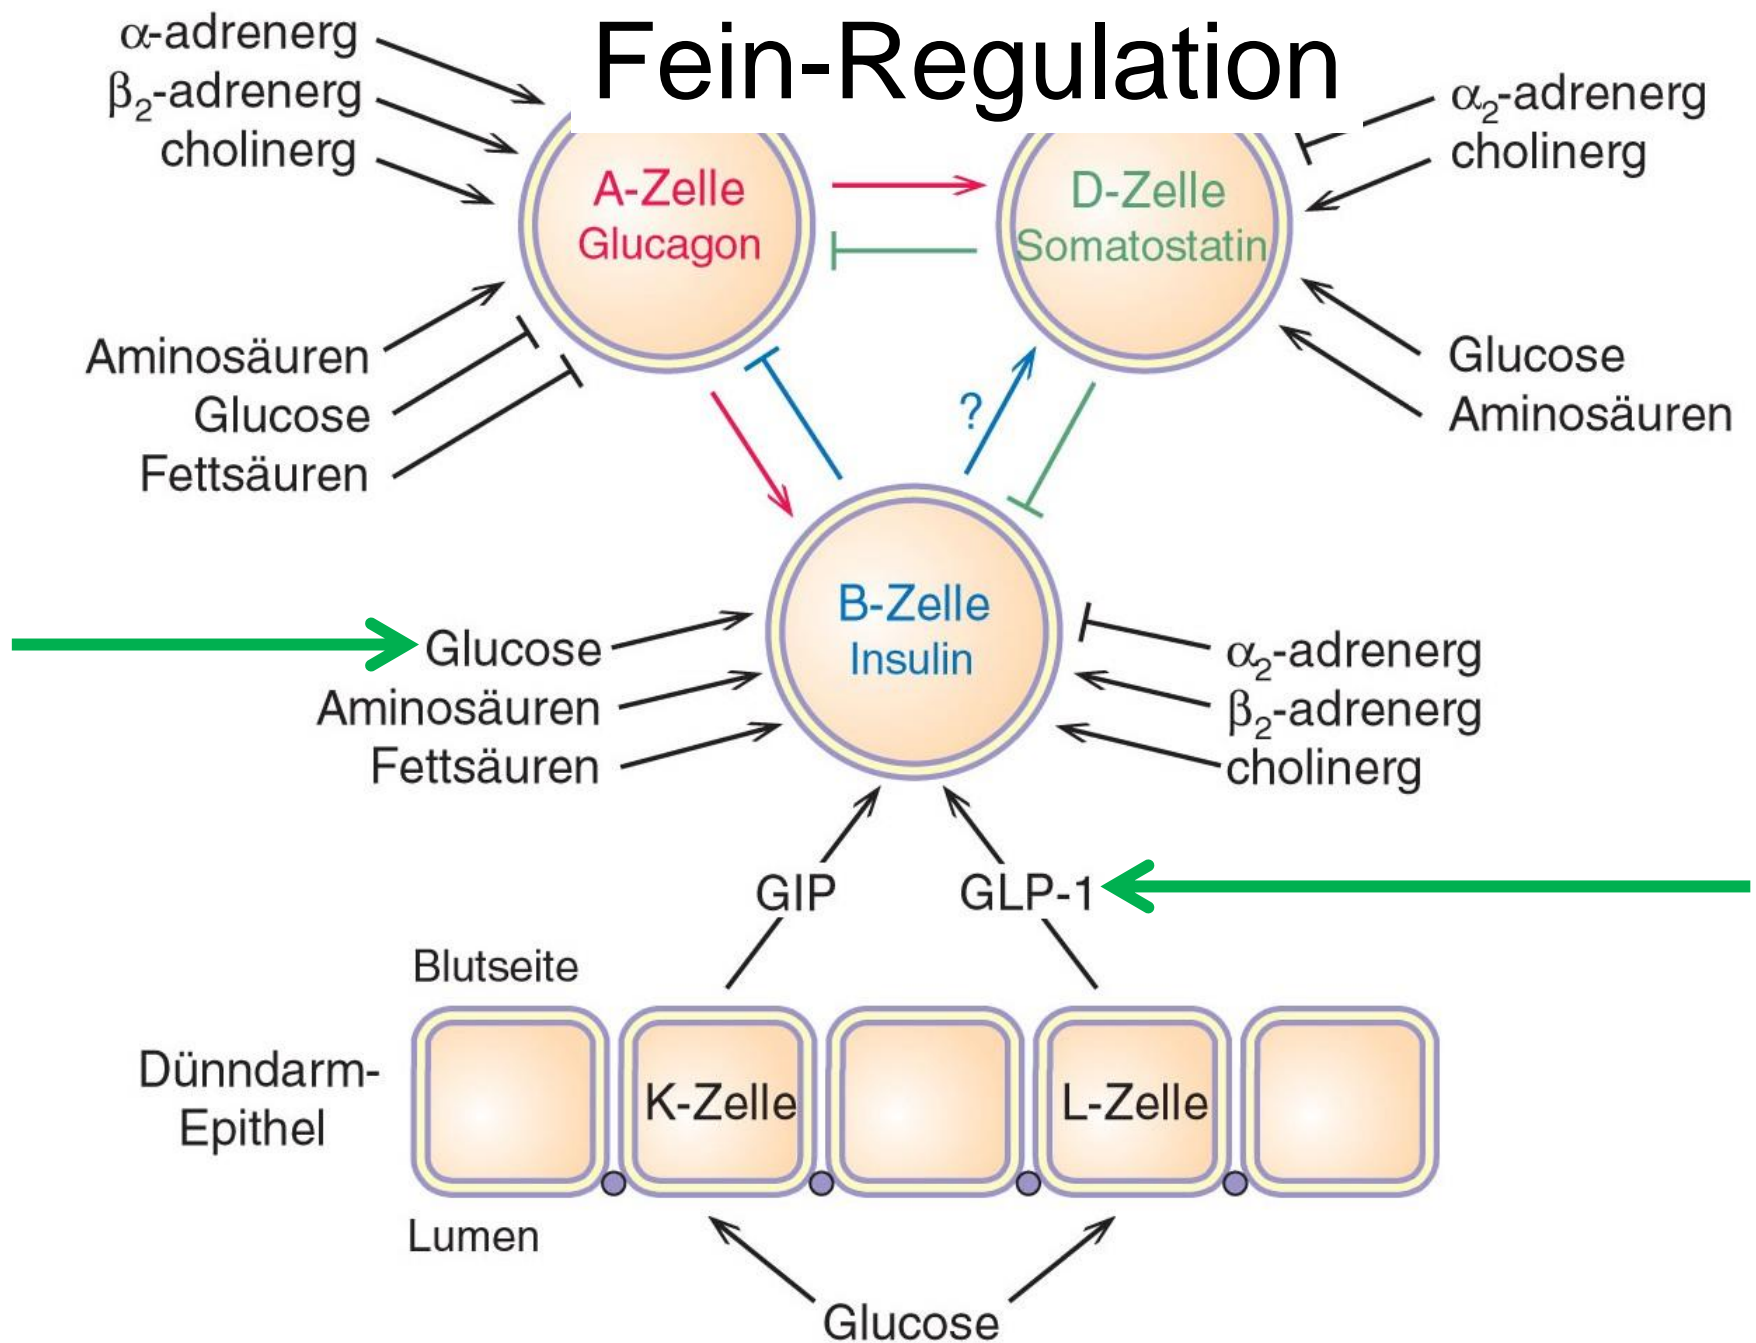 Fein-Regulation
α-adrenerg
β₂-adrenerg
cholinerg
α₂-adrenerg
cholinerg
A-Zelle
Glucagon
D-Zelle
Somatostatin
Aminosäuren
Glucose
Fettsäuren
Glucose
Aminosäuren
?
B-Zelle
Insulin
Glucose
Aminosäuren
Fettsäuren
α₂-adrenerg
β₂-adrenerg
cholinerg
GIP
GLP-1
Blutseite
Dünndarm-
Epithel
K-Zelle
L-Zelle
Lumen
Glucose